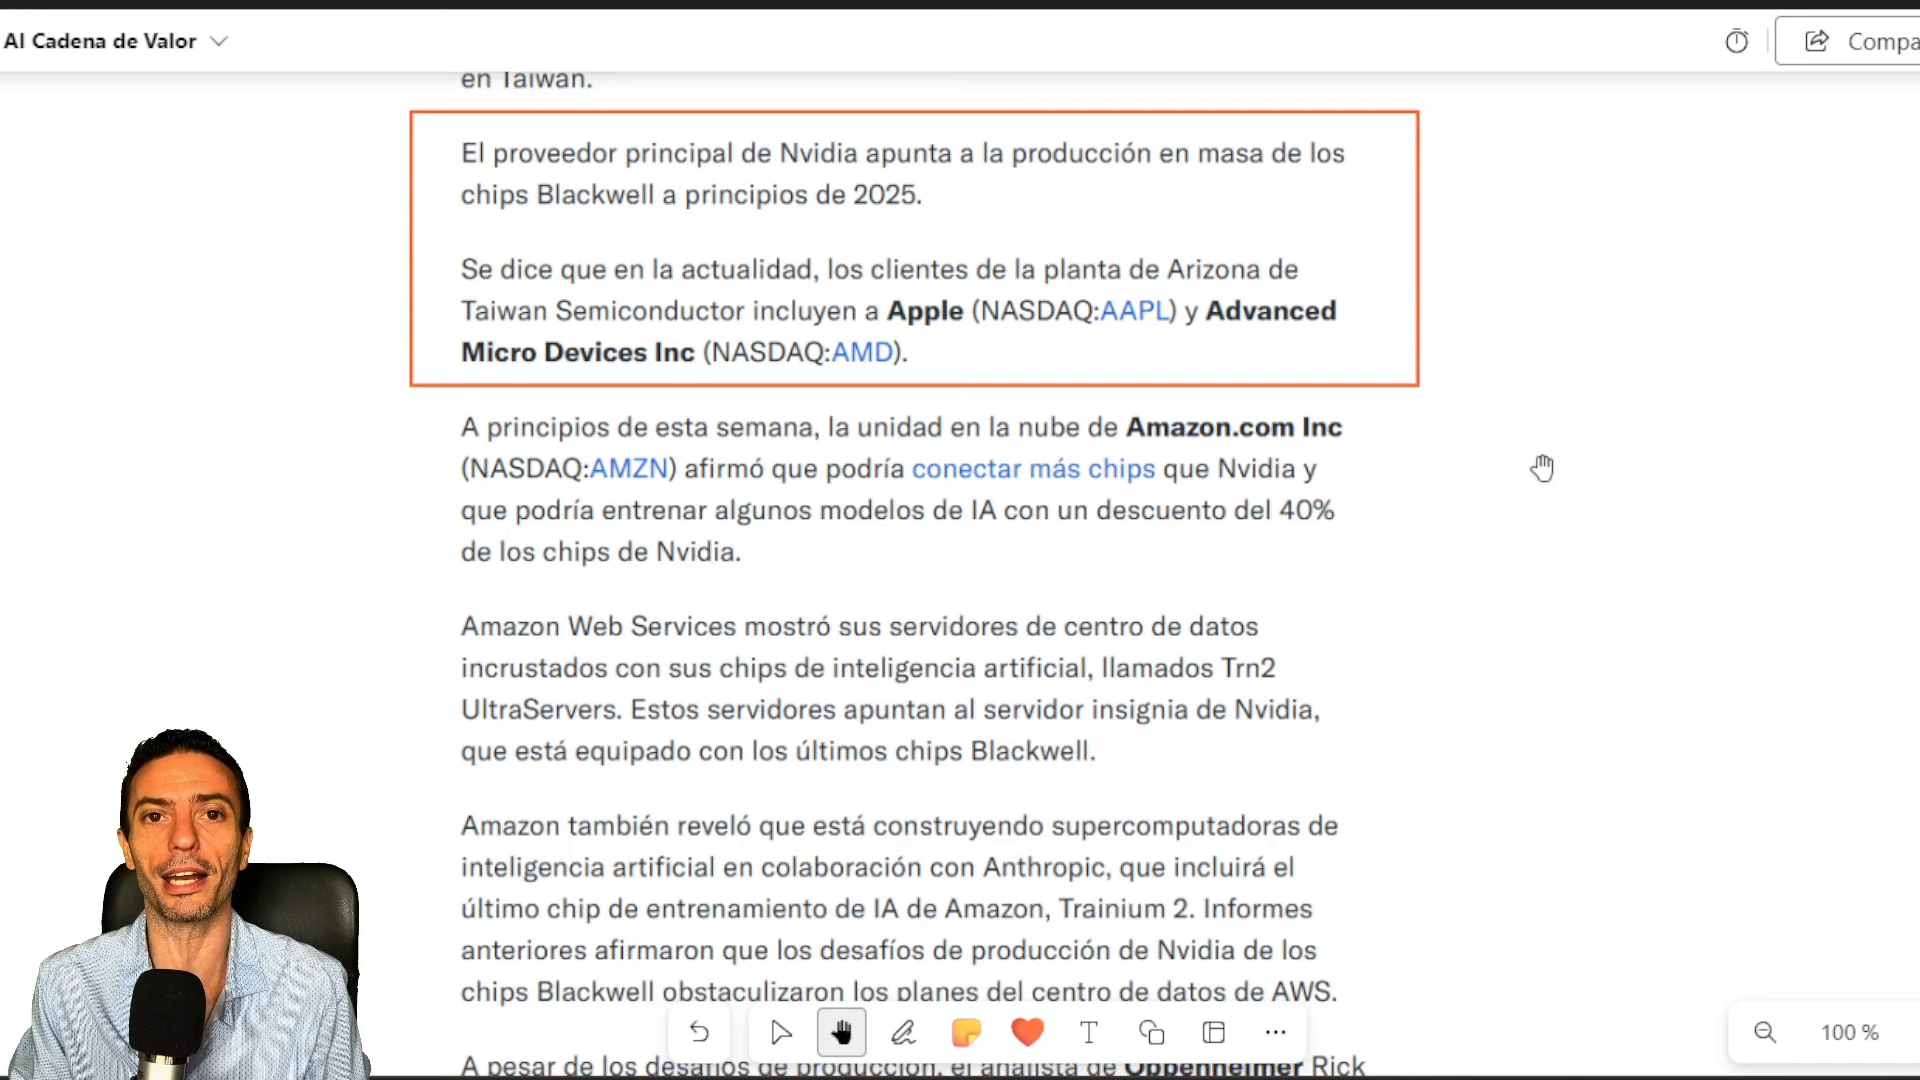 AI Cadena de Valor
Compa
en Taiwan.
El proveedor principal de Nvidia apunta a la producción en masa de los
chips Blackwell a principios de 2025.
Se dice que en la actualidad, los clientes de la planta de Arizona de
Taiwan Semiconductor incluyen a Apple (NASDAQ:AAPL) y Advanced
Micro Devices Inc (NASDAQ:AMD).
A principios de esta semana, la unidad en la nube de Amazon.com Inc
(NASDAQ:AMZN) afirmó que podría conectar más chips que Nvidia y
que podría entrenar algunos modelos de IA con un descuento del 40%
de los chips de Nvidia.
Amazon Web Services mostró sus servidores de centro de datos
incrustados con sus chips de inteligencia artificial, llamados Trn2
UltraServers. Estos servidores apuntan al servidor insignia de Nvidia,
que está equipado con los últimos chips Blackwell.
Amazon también reveló que está construyendo supercomputadoras de
inteligencia artificial en colaboración con Anthropic, que incluirá el
último chip de entrenamiento de IA de Amazon, Trainium 2. Informes
anteriores afirmaron que los desafíos de producción de Nvidia de los
chips Blackwell obstaculizaron los planes del centro de datos de AWS.
T
100 %
A pesar de los desafíos de producción, el analista de Oppenheimer Rick